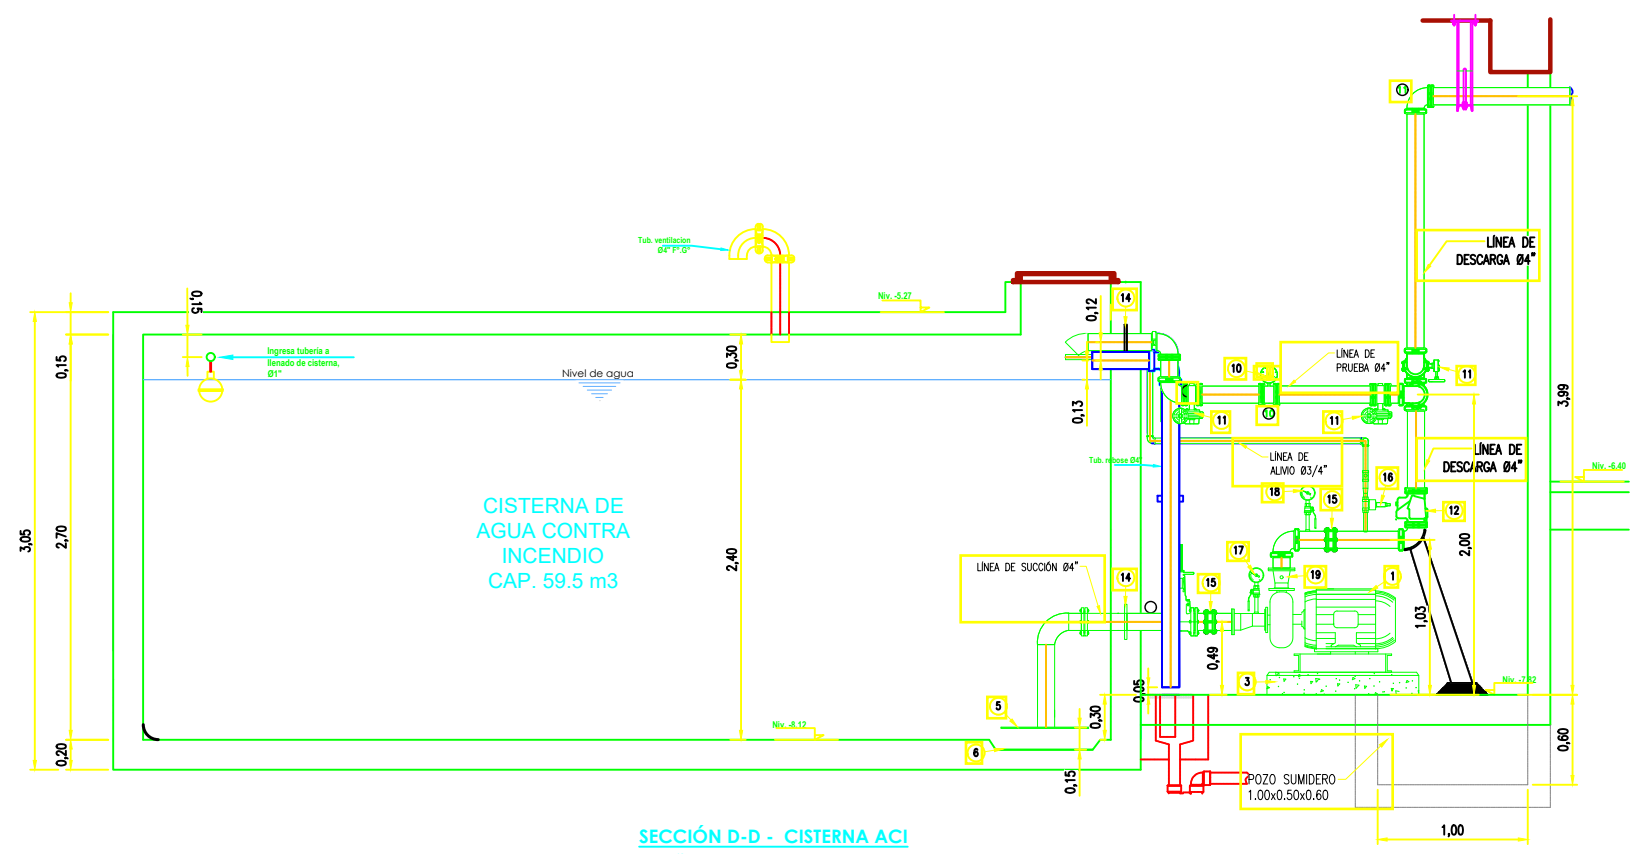 11
LÍNEA DE
DESCARGA Ø4"
Tub. ventilacion
Ø4" F°.G°
Niv. -5.27
14
0,15
0,12
Ingresa tubería a
llenado de cisterna,
Ø1"
0,15
0,30
Nivel de agua
LÍNEA DE
PRUEBA Ø4"
10
11
3,99
0,13
11
10
11
LÍNEA DE
DESCARGA Ø4"
Tub. rebose Ø4"
LÍNEA DE
ALIVIO Ø3/4"
Niv. -6.40
CISTERNA DE
AGUA CONTRA
INCENDIO
CAP. 59.5 m3
18
15
16
12
3,05
2,70
2,40
2,00
LÍNEA DE SUCCIÓN Ø4"
14
15
17
19
1
1,03
0,49
3
0,05
Niv. -7.82
5
0,30
Niv. -8.12
6
0,20
0,15
0,60
POZO SUMIDERO
1.00x0.50x0.60
1,00
SECCIÓN D-D - CISTERNA ACI